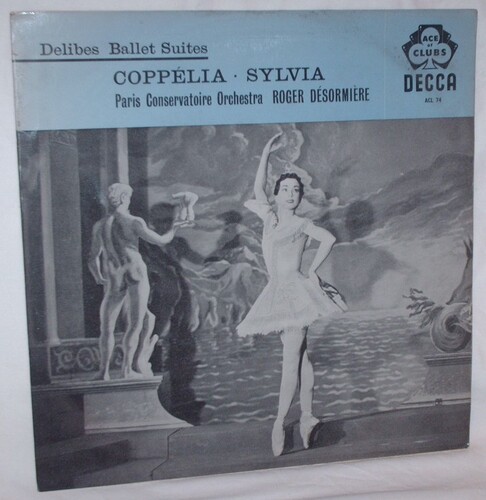 Delibes Ballet Suites
COPPÉLIA · SYLVIA
Paris Conservatoire Orchestra ROGER DÉSORMIÈRE
ACE
of
CLUBS
DECCA
ACL 74